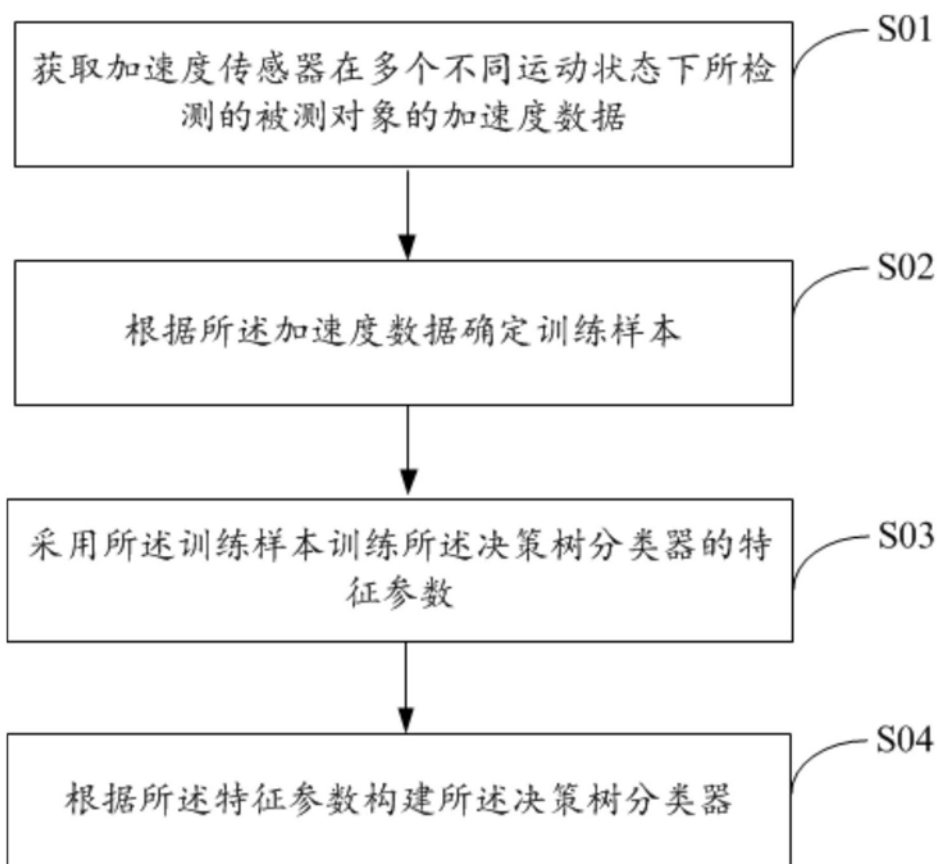 S01
获取加速度传感器在多个不同运动状态下所检
测的被测对象的加速度数据
S02
根据所述加速度数据确定训练样本
S03
采用所述训练样本训练所述决策树分类器的特
征参数
S04
根据所述特征参数构建所述决策树分类器